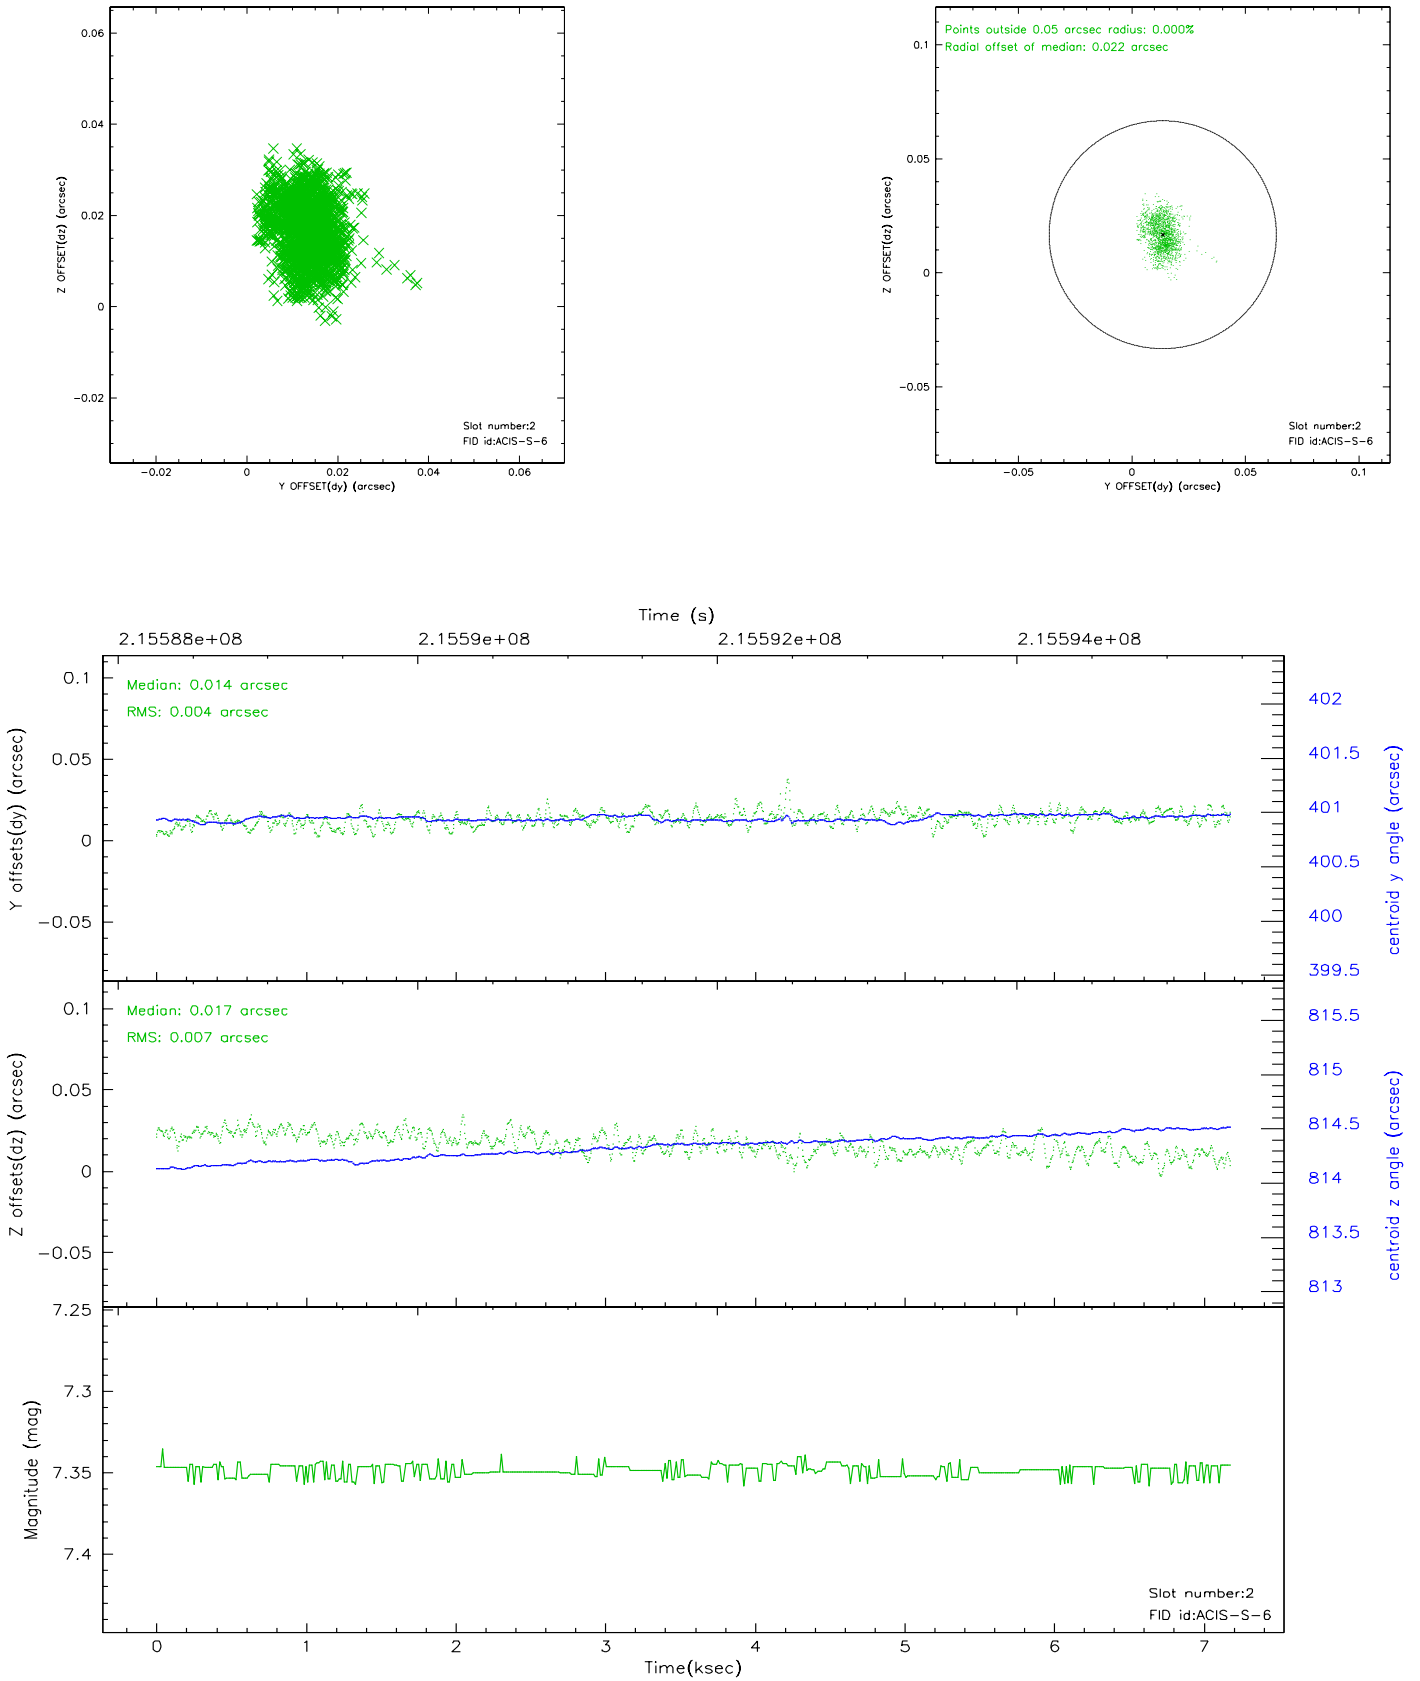 0.06
0.04
0.02
0
-0.02
Z OFFSET(dz) (arcsec)
Slot number:2
FID id:ACIS-S-6
-0.02 0 0.02 0.04 0.06
Y OFFSET(dy) (arcsec)
Points outside 0.05 arcsec radius: 0.000%
Radial offset of median: 0.022 arcsec
0.1
0.05
0
-0.05
Z OFFSET(dz) (arcsec)
Slot number:2
FID id:ACIS-S-6
-0.05 0 0.05 0.1
Y OFFSET(dy) (arcsec)
Time (s)
2.15588e+08 2.1559e+08 2.15592e+08 2.15594e+08
Median: 0.014 arcsec
RMS: 0.004 arcsec
0.1
0.05
0
-0.05
Y offsets(dy) (arcsec)
402
401.5
401
400.5
400
399.5
centroid y angle (arcsec)
Median: 0.017 arcsec
RMS: 0.007 arcsec
0.1
0.05
0
-0.05
Z offsets(dz) (arcsec)
815.5
815
814.5
814
813.5
813
centroid z angle (arcsec)
7.25
7.3
7.35
7.4
Magnitude (mag)
Slot number:2
FID id:ACIS-S-6
0 1 2 3 4 5 6 7
Time(ksec)